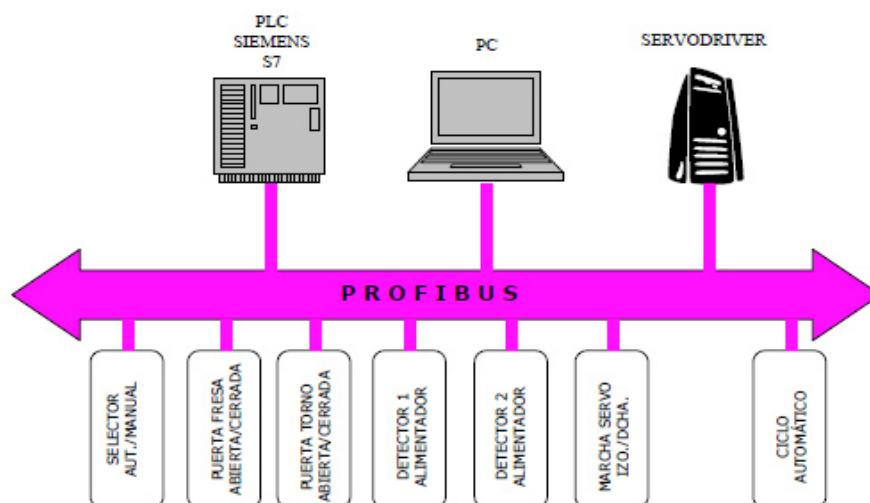 PLC
SIEMENS
S7
PC
SERVODRIVER
PROFIBUS
SELECTOR
AUT./MANUAL
PUERTA FRESA
ABIERTA/CERRADA
PUERTA TORNO
ABIERTA/CERRADA
DETECTOR 1
ALIMENTADOR
DETECTOR 2
ALIMENTADOR
MARCHA SERVO
IZQ./DCHA.
CICLO
AUTOMÁTICO